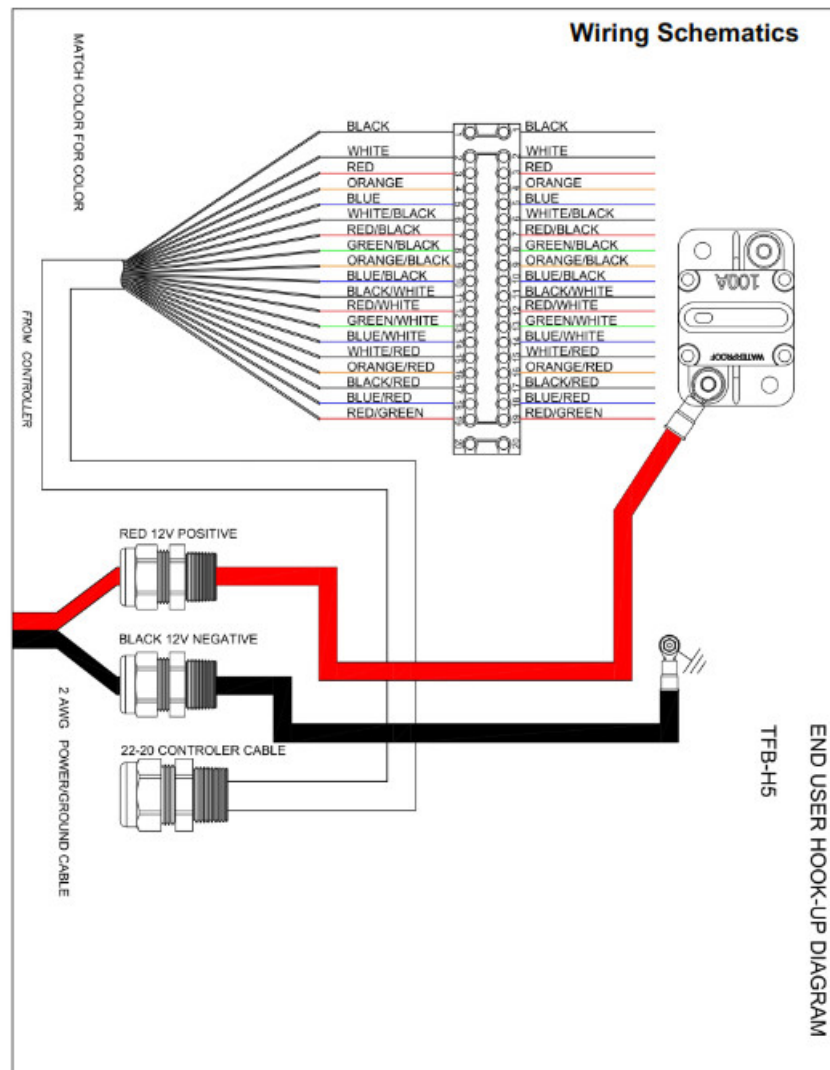 Wiring Schematics
MATCH COLOR FOR COLOR
BLACK
WHITE
RED
ORANGE
BLUE
WHITE/BLACK
RED/BLACK
GREEN/BLACK
ORANGE/BLACK
BLUE/BLACK
BLACK/WHITE
RED/WHITE
GREEN/WHITE
BLUE/WHITE
WHITE/RED
ORANGE/RED
BLACK/RED
BLUE/RED
RED/GREEN
BLACK
WHITE
RED
ORANGE
BLUE
WHITE/BLACK
RED/BLACK
GREEN/BLACK
ORANGE/BLACK
BLUE/BLACK
BLACK/WHITE
RED/WHITE
GREEN/WHITE
BLUE/WHITE
WHITE/RED
ORANGE/RED
BLACK/RED
BLUE/RED
RED/GREEN
100A
WATERPROOF
FROM CONTROLLER
RED 12V POSITIVE
BLACK 12V NEGATIVE
22-20 CONTROLER CABLE
2 AWG POWER/GROUND CABLE
END USER HOOK-UP DIAGRAM
TFB-H5